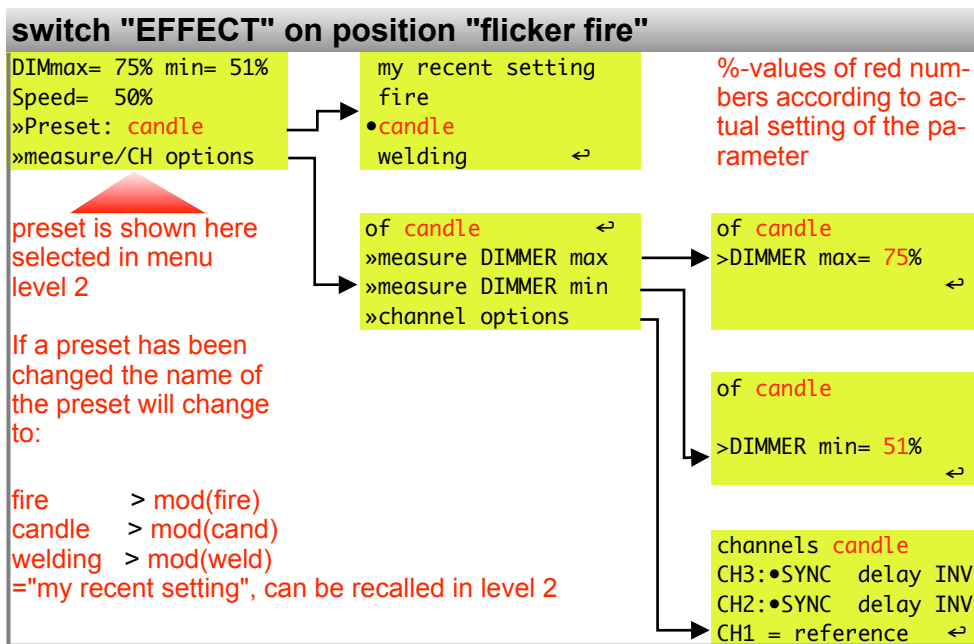 switch "EFFECT" on position "flicker fire"
DIMmax= 75% min= 51%
Speed= 50%
»Preset: candle
»measure/CH options
my recent setting
fire
•candle
welding ↩
%-values of red num-
bers according to ac-
tual setting of the pa-
rameter
preset is shown here
selected in menu
level 2
of candle ↩
»measure DIMMER max
»measure DIMMER min
»channel options
of candle
>DIMMER max= 75%
↩
If a preset has been
changed the name of
the preset will change
to:
of candle
>DIMMER min= 51%
↩
fire > mod(fire)
candle > mod(cand)
welding > mod(weld)
="my recent setting", can be recalled in level 2
channels candle
CH3:•SYNC delay INV
CH2:•SYNC delay INV
CH1 = reference ↩